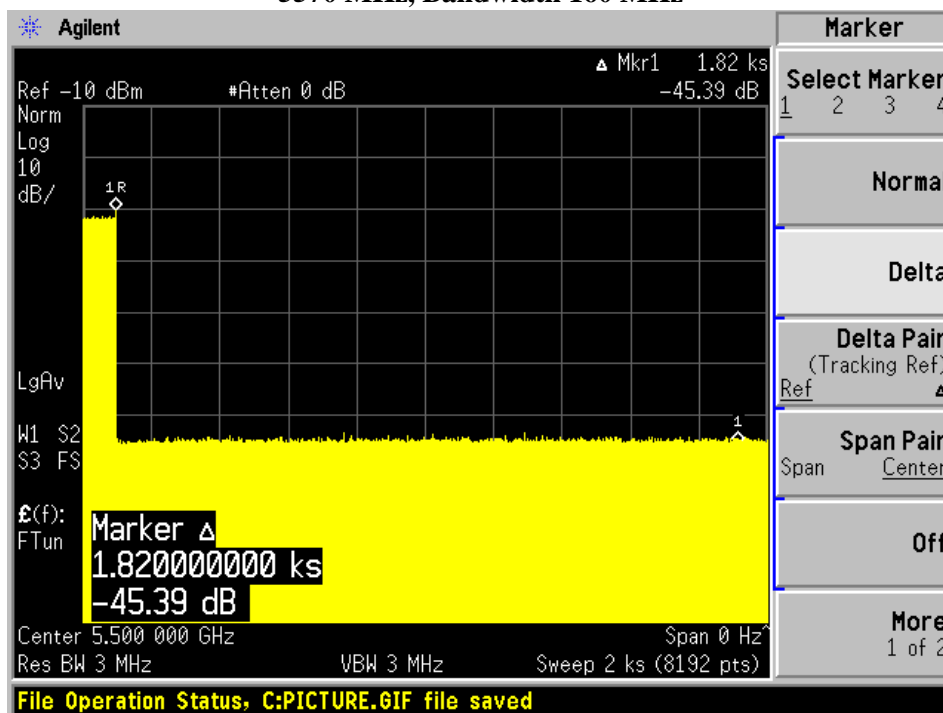 Agilent
Marker
Δ Mkr1 1.82 ks
Ref -10 dBm #Atten 0 dB -45.39 dB
Norm
Log
10
dB/
1R
LgAv
1
W1 S2
S3 FS
£(f):
FTun
Marker Δ
1.820000000 ks
-45.39 dB
Center 5.500 000 GHz Span 0 Hz^
Res BW 3 MHz VBW 3 MHz Sweep 2 ks (8192 pts)
File Operation Status, C:PICTURE.GIF file saved
Select Marker
1 2 3 4
Norma
Delta
Delta Pair
(Tracking Ref)
Ref Δ
Span Pair
Span Center
Off
More
1 of 2